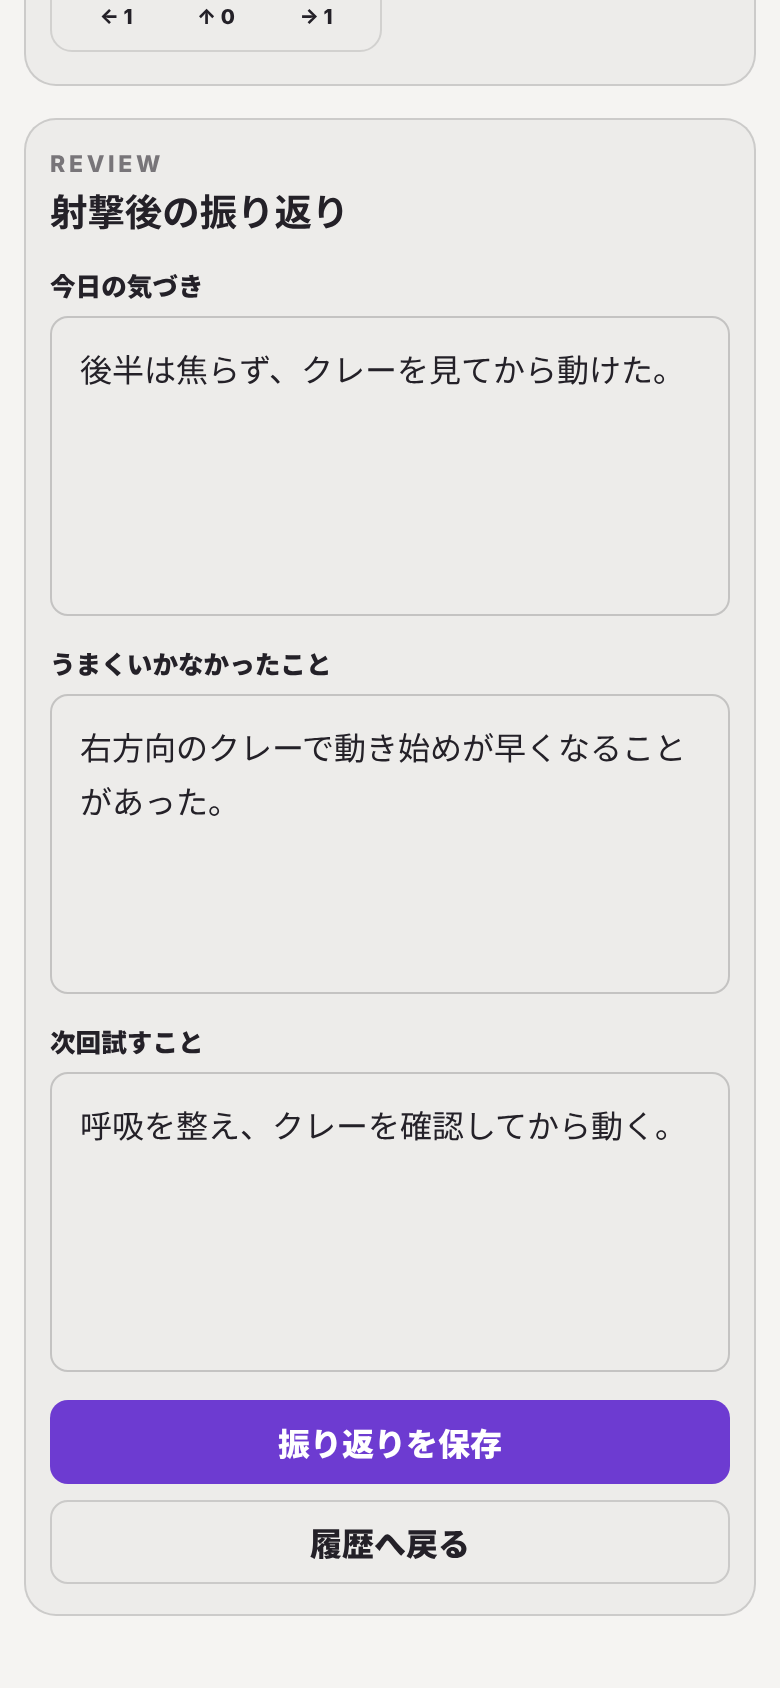 ←1 ↑0 →1
REVIEW
射撃後の振り返り
今日の気づき
後半は焦らず、クレーを見てから動けた。
うまくいかなかったこと
右方向のクレーで動き始めが早くなること
があった。
次回試すこと
呼吸を整え、クレーを確認してから動く。
振り返りを保存
履歴へ戻る